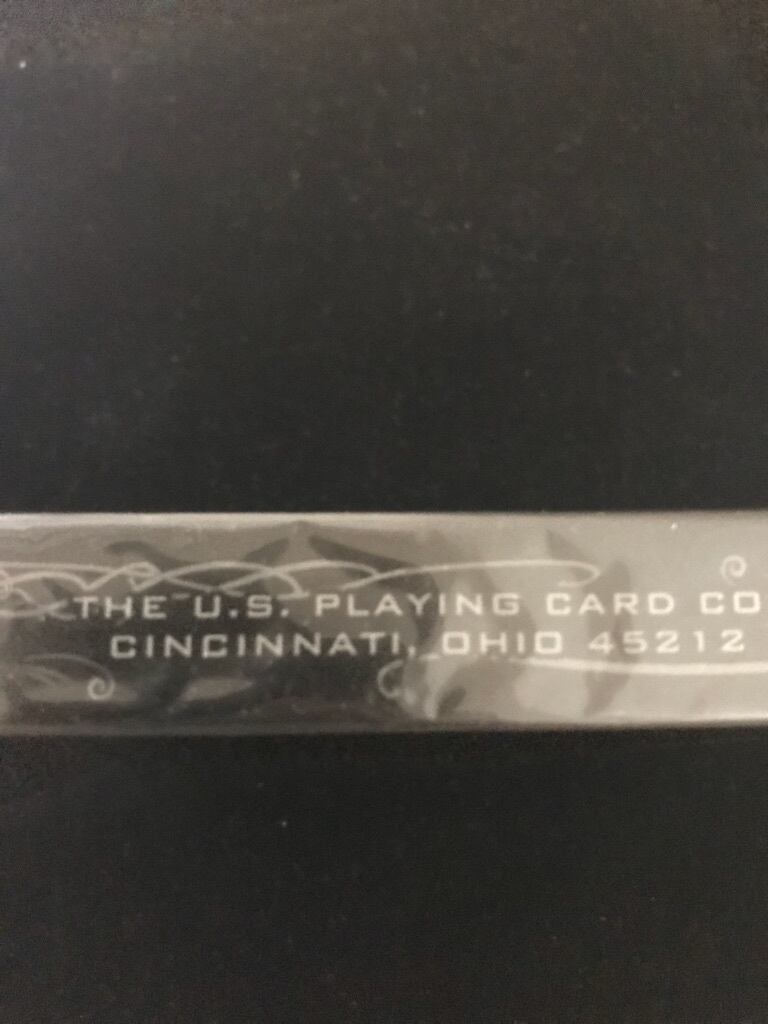 THE U.S. PLAYING CARD CO
CINCINNATI, OHIO 45212